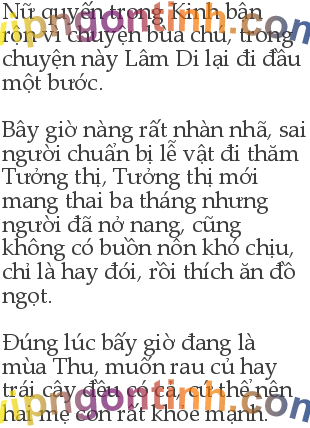 Nữ quyến trong Kinh bận
rộn vì chuyện bùa chú, trong
chuyện này Lâm Di lại đi đầu
một bước.

Bây giờ nàng rất nhàn nhã, sai
người chuẩn bị lễ vật đi thăm
Tưởng thị, Tưởng thị mới
mang thai ba tháng nhưng
người đã nở nang, cũng
không có buồn nôn khó chịu,
chỉ là hay đói, rồi thích ăn đồ
ngọt.

Đúng lúc bấy giờ đang là
mùa Thu, muốn rau củ hay
trái cây đều có cả, cứ thế nên
hai mẹ con rất khỏe mạnh.